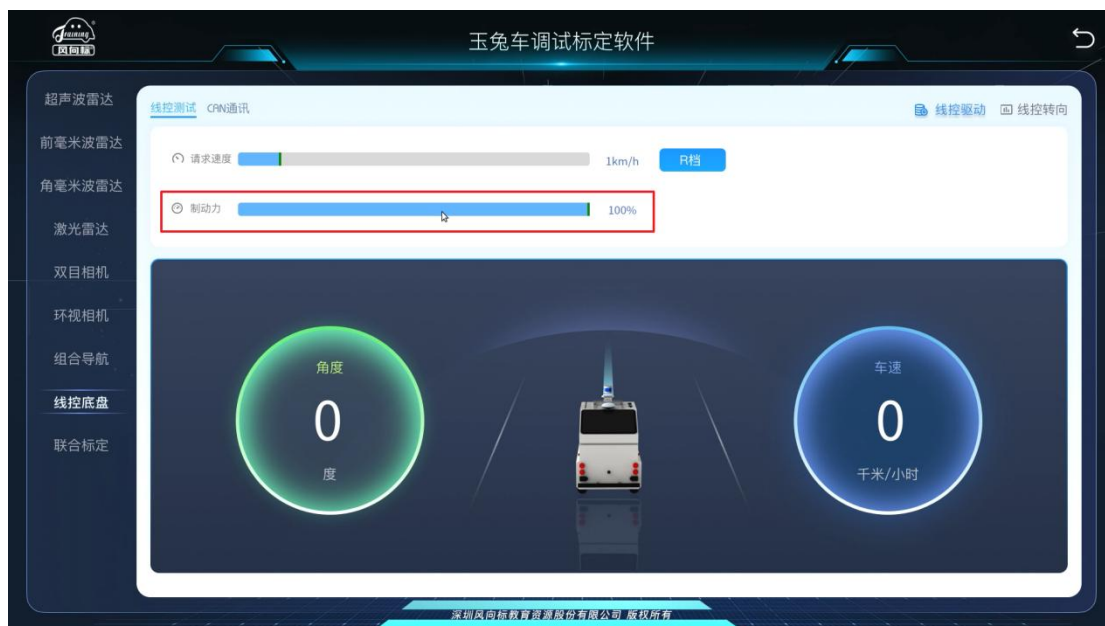 风向标
玉兔车调试标定软件
超声波雷达
前毫米波雷达
角毫米波雷达
激光雷达
双目相机
环视相机
组合导航
线控底盘
联合标定
线控测试 CAN通讯
线控驱动 线控转向
请求速度 1km/h R档
制动力 100%
角度
0
度
车速
0
千米/小时
深圳风向标教育资源股份有限公司 版权所有